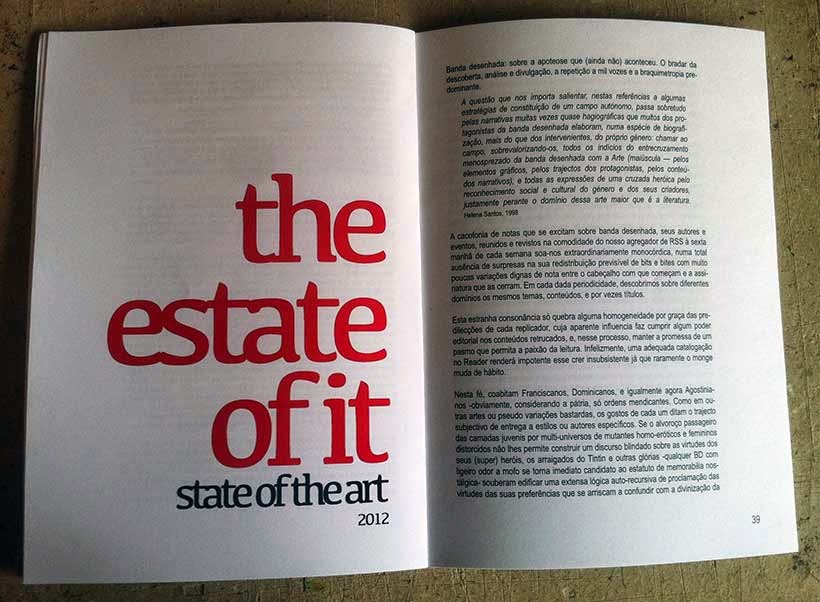 the
estate
of it
state of the art
2012
Banda desenhada: sobre a apoteose que (ainda não) aconteceu. O bradar da
descoberta, análise e divulgação, a repetição a mil vozes e a braquimetropia pre-
dominante.
A questão que nos importa salientar, nestas referências a algumas
estratégias de constituição de um campo autónomo, passa sobretudo
pelas narrativas muitas vezes quase hagiográficas que muitos dos pro-
tagonistas da banda desenhada elaboram, numa espécie de biografi-
zação, mais do que dos intervenientes, do próprio género: chamar ao
campo, sobrevalorizando-os, todos os indícios do entrecruzamento
menosprezado da banda desenhada com a Arte (maiúscula — pelos
elementos gráficos, pelos trajectos dos protagonistas, pelos conteú-
dos narrativos), e todas as expressões de uma cruzada heróica pelo
reconhecimento social e cultural do género e dos seus criadores,
justamente perante o domínio dessa arte maior que é a literatura.
Helena Santos, 1998
A cacofonia de notas que se excitam sobre banda desenhada, seus autores e
eventos, reunidos e revistos na comodidade do nosso agregador de RSS à sexta
manhã de cada semana soa-nos extraordinariamente monocórdica, numa total
ausência de surpresas na sua redistribuição previsível de bits e bites com muito
poucas variações dignas de nota entre o cabeçalho com que começam e a assi-
natura que as cerram. Em cada dada periodicidade, descobrimos sobre diferentes
domínios os mesmos temas, conteúdos, e por vezes títulos.
Esta estranha consonância só quebra alguma homogeneidade por graça das pre-
dilecções de cada replicador, cuja aparente influencia faz cumprir algum poder
editorial nos conteúdos retrucados, e, nesse processo, manter a promessa de um
pasmo que permita a paixão da leitura. Infelizmente, uma adequada catalogação
no Reader renderá impotente esse crer insubsistente já que raramente o monge
muda de hábito.
Nesta fé, coabitam Franciscanos, Dominicanos, e igualmente agora Agostinia-
nos -obviamente, considerando a pátria, só ordens mendicantes. Como em ou-
tras artes ou pseudo variações bastardas, os gostos de cada um ditam o trajecto
subjectivo de entrega a estilos ou autores específicos. Se o alvoroço passageiro
das camadas juvenis por multi-universos de mutantes homo-eróticos e femininos
distorcidos não lhes permite construir um discurso blindado sobre as virtudes dos
seus (super) heróis, os arraigados do Tintin e outras glórias -qualquer BD com
ligeiro odor a mofo se torna imediato candidato ao estatuto de memorabilia nos-
tálgica- souberam edificar uma extensa lógica auto-recursiva de proclamação das
virtudes das suas preferências que se arriscam a confundir com a divinização da
39